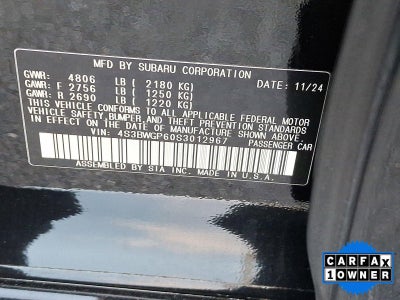 MFD BY SUBARU CORPORATION
DATE: 11/24
GVWR: 4806 LB ( 2180 KG)
GAWR: F 2756 LB ( 1250 KG)
GAWR: R 2690 LB ( 1220 KG)
THIS VEHICLE CONFORMS TO ALL APPLICABLE FEDERAL MOTOR
VEHICLE SAFETY, BUMPER, AND THEFT PREVENTION STANDARDS
IN EFFECT ON THE DATE OF MANUFACTURE SHOWN ABOVE.
VIN: 4S3BWGP60S3012967 PASSENGER CAR
ASSEMBLED BY SIA INC. MADE IN U.S.A.
CARFAX
1 OWNER